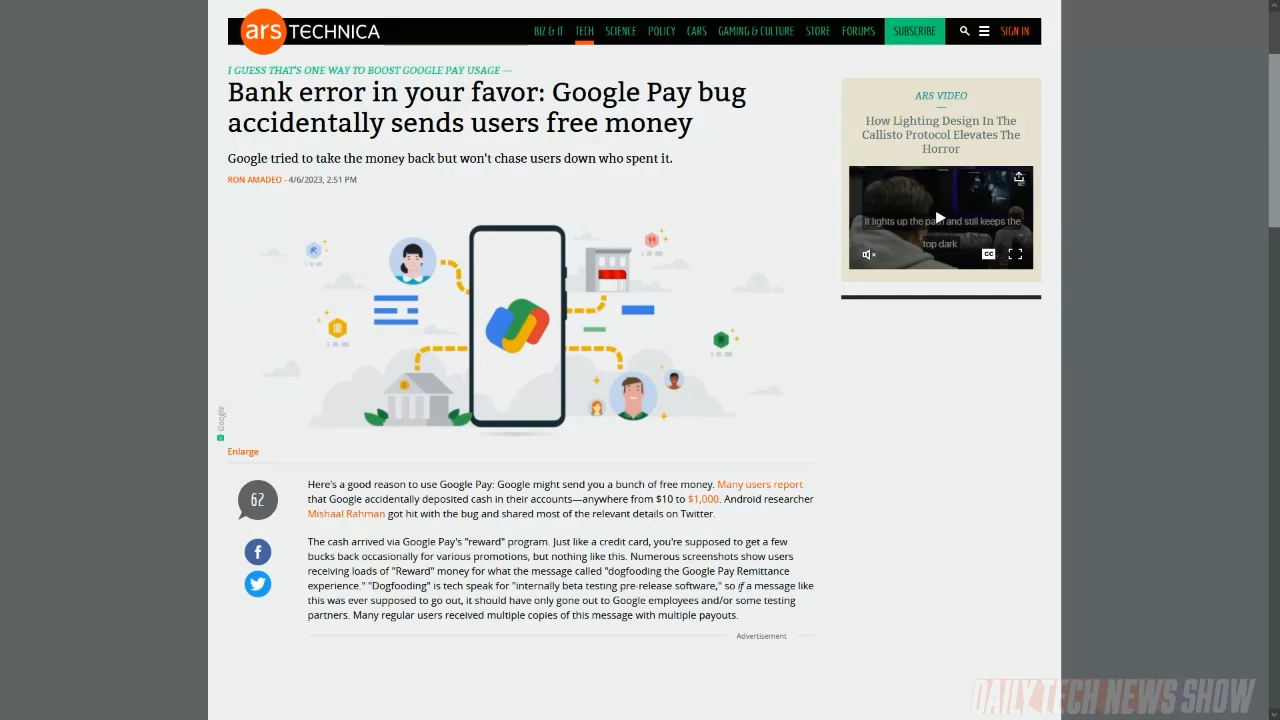 ars TECHNICA
BIZ & IT TECH SCIENCE POLICY CARS GAMING & CULTURE STORE FORUMS SUBSCRIBE SIGN IN
I GUESS THAT'S ONE WAY TO BOOST GOOGLE PAY USAGE —
Bank error in your favor: Google Pay bug
accidentally sends users free money
Google tried to take the money back but won't chase users down who spent it.
RON AMADEO - 4/6/2023, 2:51 PM
ARS VIDEO
How Lighting Design In The
Callisto Protocol Elevates The
Horror
It lights up the path and still keeps the
top dark
CC
Google
Enlarge
62
Here's a good reason to use Google Pay: Google might send you a bunch of free money. Many users report
that Google accidentally deposited cash in their accounts—anywhere from $10 to $1,000. Android researcher
Mishaal Rahman got hit with the bug and shared most of the relevant details on Twitter.
The cash arrived via Google Pay's "reward" program. Just like a credit card, you're supposed to get a few
bucks back occasionally for various promotions, but nothing like this. Numerous screenshots show users
receiving loads of "Reward" money for what the message called "dogfooding the Google Pay Remittance
experience." "Dogfooding" is tech speak for "internally beta testing pre-release software," so if a message like
this was ever supposed to go out, it should have only gone out to Google employees and/or some testing
partners. Many regular users received multiple copies of this message with multiple payouts.
Advertisement
DAILY TECH NEWS SHOW